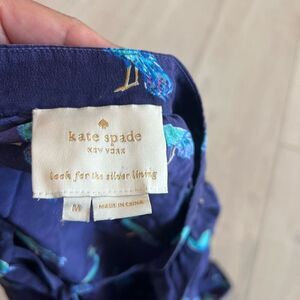 kate spade
NEW YORK
look for the silver lining
M
MADE IN CHINA